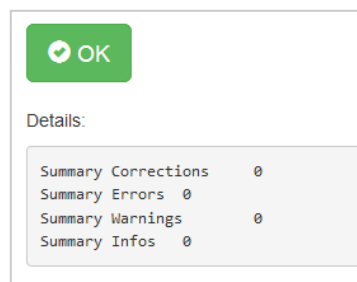 OK
Details:
Summary Corrections 0
Summary Errors 0
Summary Warnings 0
Summary Infos 0